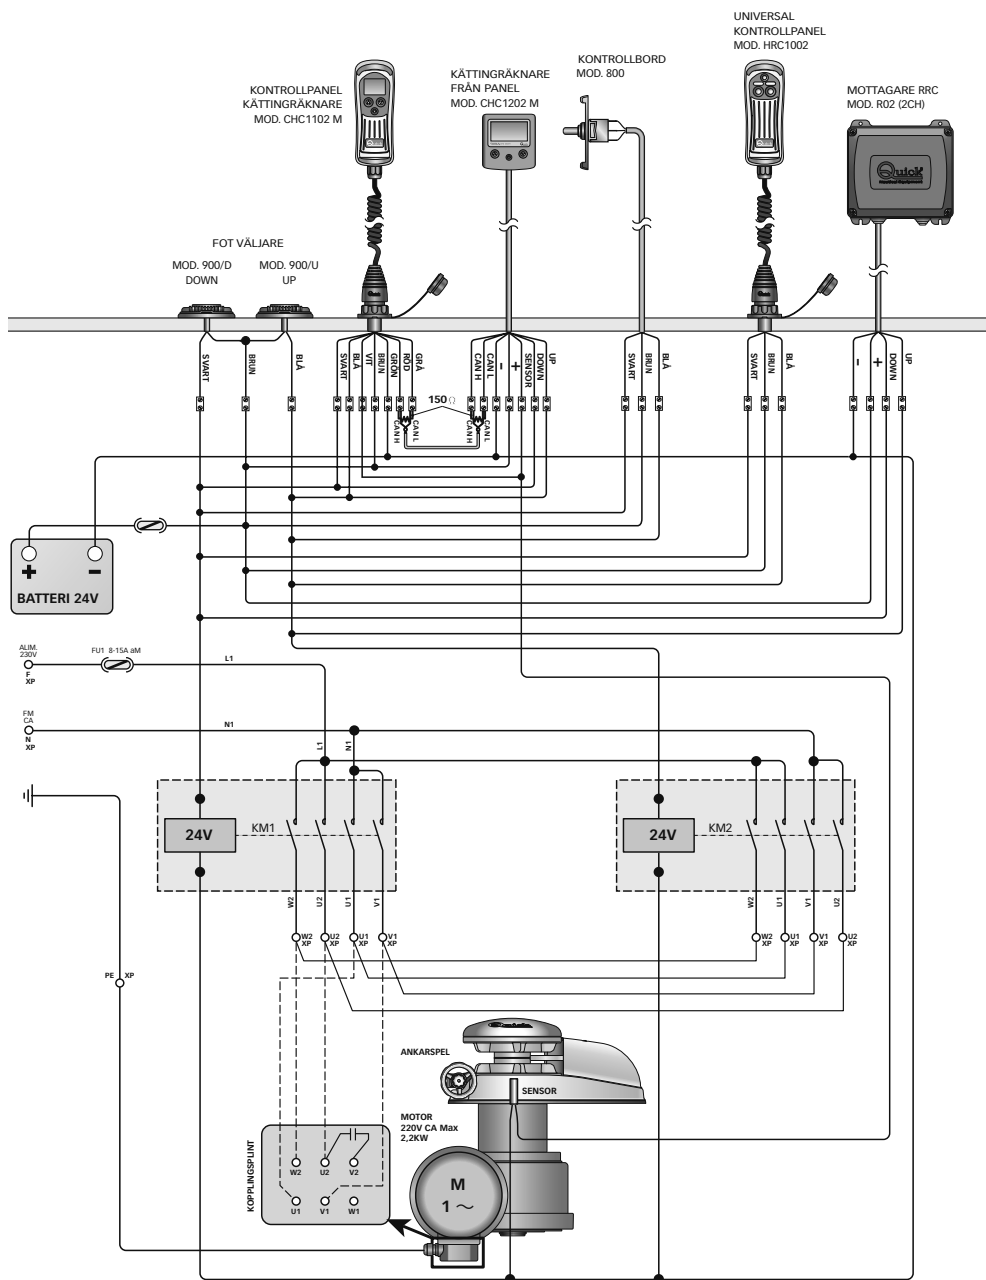 UNIVERSAL
KONTROLLPANEL
MOD. HRC1002
KONTROLLBORD
MOD. 800
KÄTTINGRÄKNARE
FRÅN PANEL
MOD. CHC1202 M
KONTROLLPANEL
KÄTTINGRÄKNARE
MOD. CHC1102 M
MOTTAGARE RRC
MOD. R02 (2CH)
Quick
FOT VÄLJARE
MOD. 900/D
DOWN
MOD. 900/U
UP
SVART
BRUN
BLÅ
SVART
BLÅ
VIT
BRUN
GRÖN
RÖD
GRÅ
CAN H
CAN L
-
+
SENSOR
DOWN
UP
SVART
BRUN
BLÅ
SVART
BRUN
BLÅ
-
+
DOWN
UP
150 Ω
CAN H
CAN L
CAN H
CAN L
+
-
BATTERI 24V
ALIM.
230V
F
XP
FU1 8-15A aM
L1
FM
CA
N
XP
N1
L1
N1
24V
KM1
24V
KM2
W2
U2
U1
V1
W2
U1
V1
U2
W2
XP
U2
XP
U1
XP
V1
XP
W2
XP
U1
XP
V1
XP
U2
XP
PE
XP
Quick
ANKARSPEL
SENSOR
MOTOR
220V CA Max
2,2KW
KOPPLINGSPLINT
W2
U2
V2
U1
V1
W1
M
1 ~